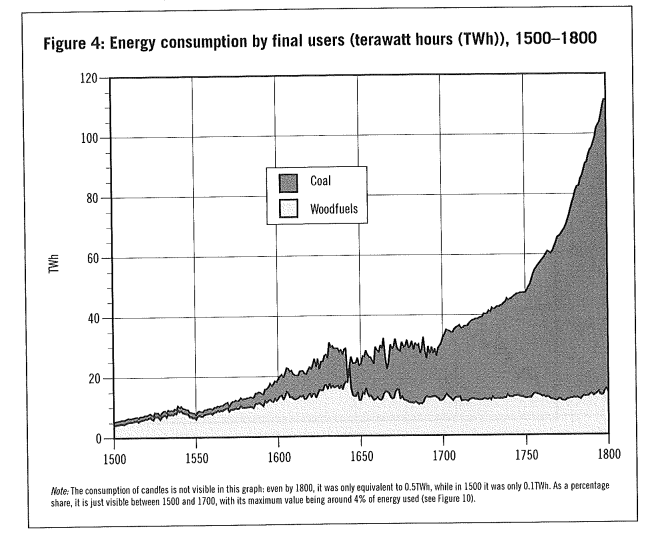 Figure 4: Energy consumption by final users (terawatt hours (TWh)), 1500–1800
120
100
80
60
40
20
0
TWh
Coal
Woodfuels
1500
1550
1600
1650
1700
1750
1800
Note: The consumption of candles is not visible in this graph: even by 1800, it was only equivalent to 0.5TWh, while in 1500 it was only 0.1TWh. As a percentage
share, it is just visible between 1500 and 1700, with its maximum value being around 4% of energy used (see Figure 10).